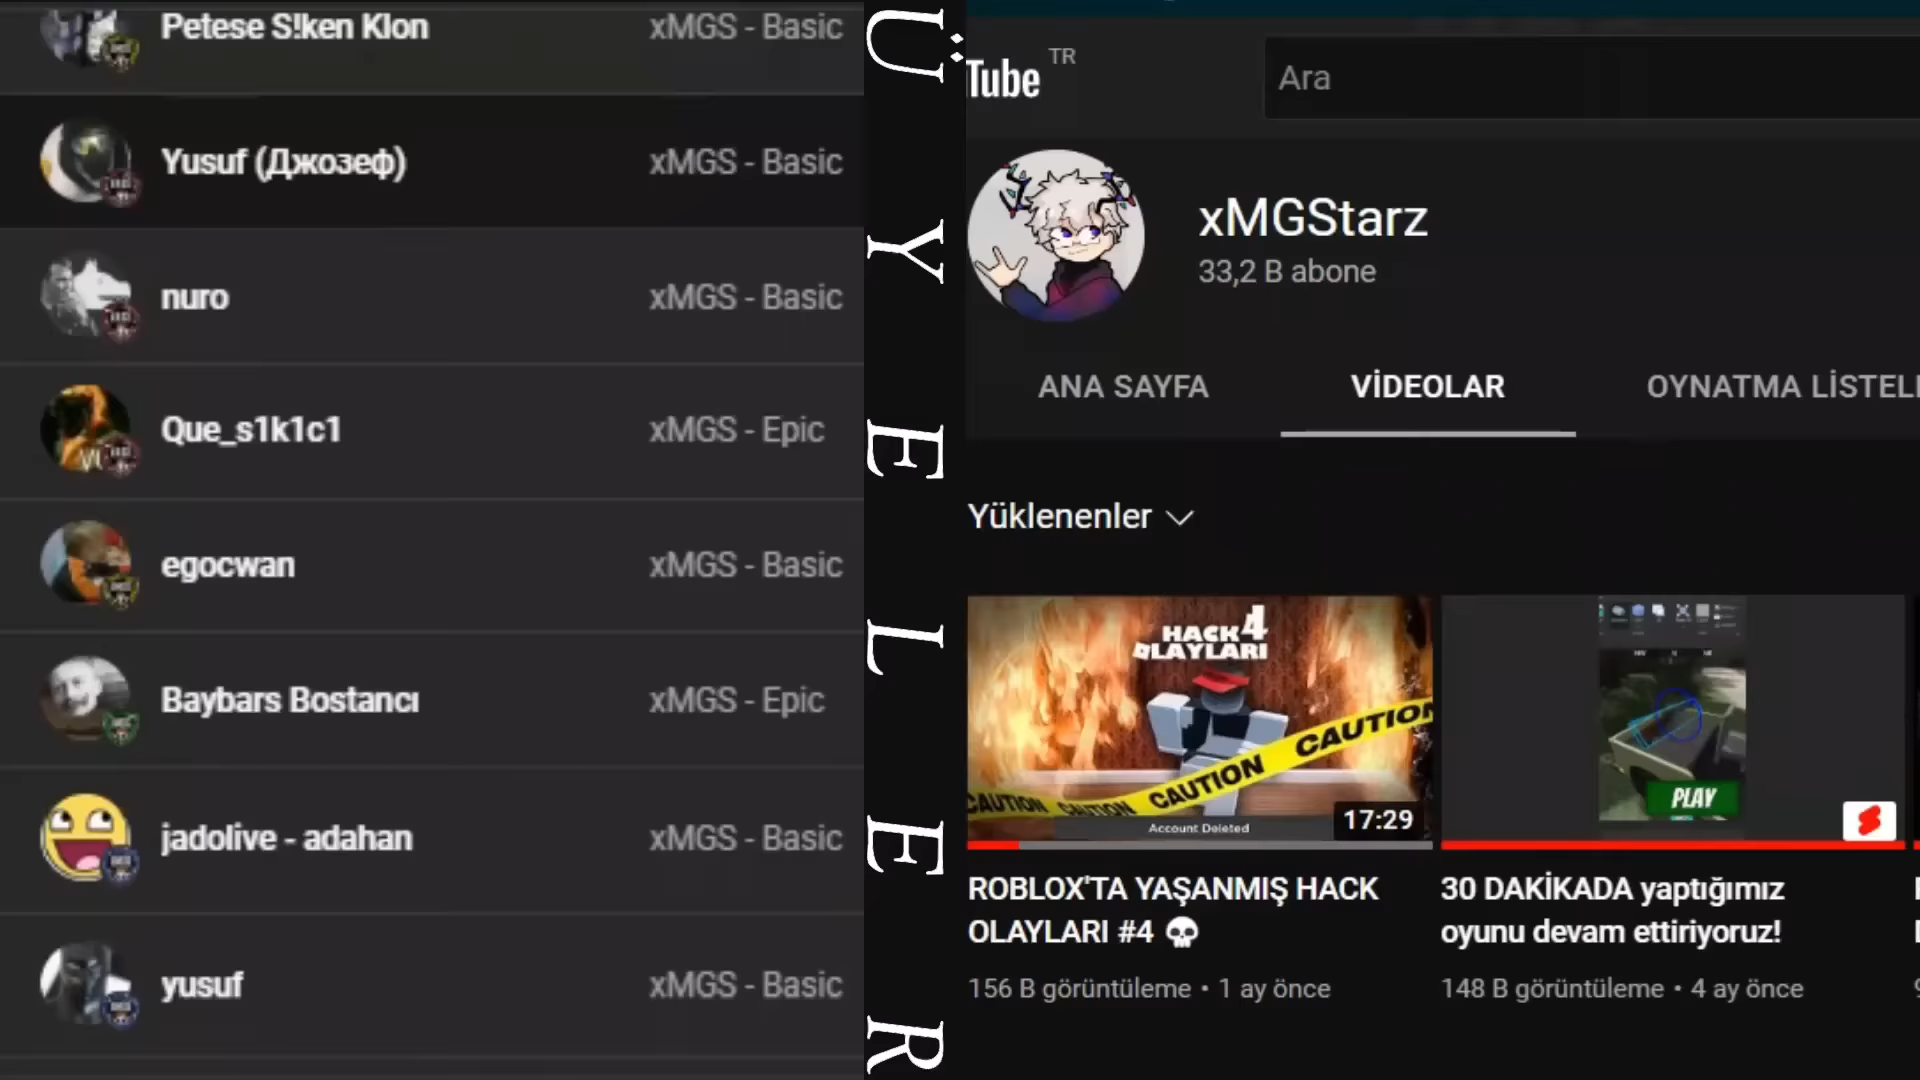 Petese S!ken Klon xMGS - Basic
Yusuf (Джозеф) xMGS - Basic
nuro xMGS - Basic
Que_s1k1c1 xMGS - Epic
egocwan xMGS - Basic
Baybars Bostancı xMGS - Epic
jadolive - adahan xMGS - Basic
yusuf xMGS - Basic
ÜYELER
Tube TR
Ara
xMGStarz
33,2 B abone
ANA SAYFA VİDEOLAR OYNATMA LİSTELE
Yüklenenler
HACK 4
OLAYLARI
CAUTION CAUTION CAUTION CAUTION
Account Deleted
17:29
PLAY
ROBLOX'TA YAŞANMIŞ HACK
OLAYLARI #4 💀
156 B görüntüleme • 1 ay önce
30 DAKİKADA yaptığımız
oyunu devam ettiriyoruz!
148 B görüntüleme • 4 ay önce